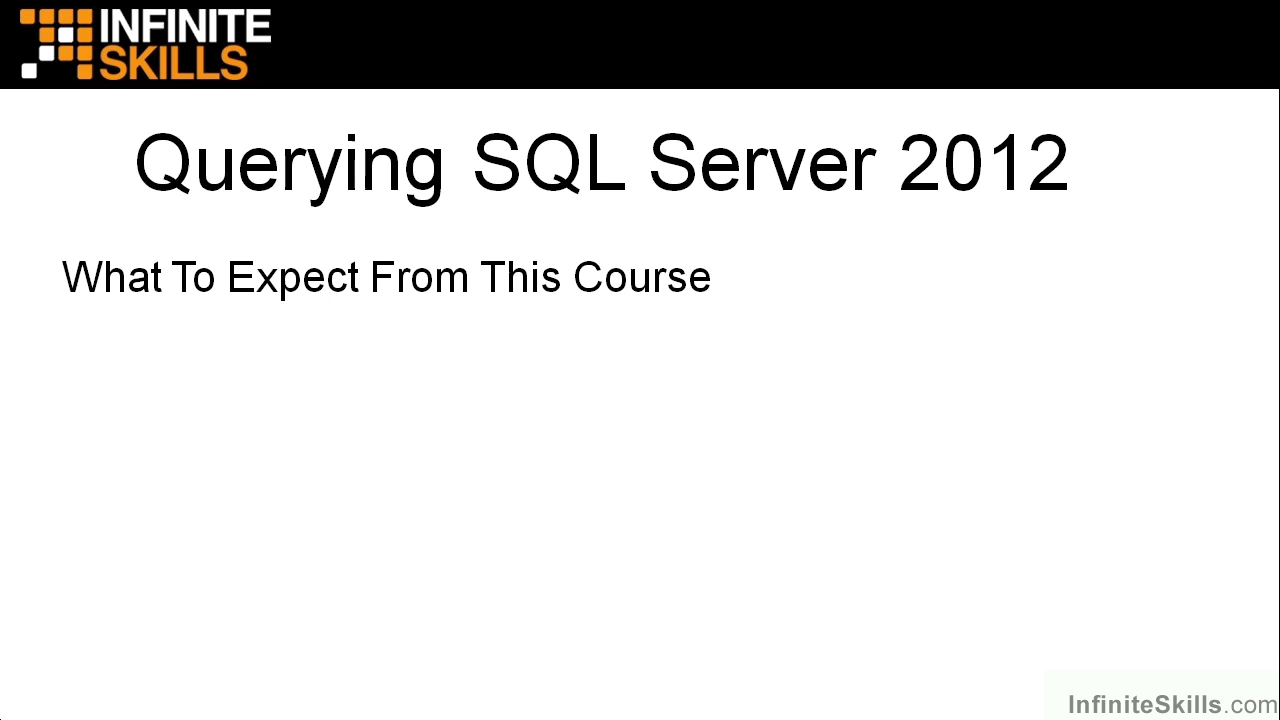 INFINITE
SKILLS
Querying SQL Server 2012
What To Expect From This Course
InfiniteSkills.com